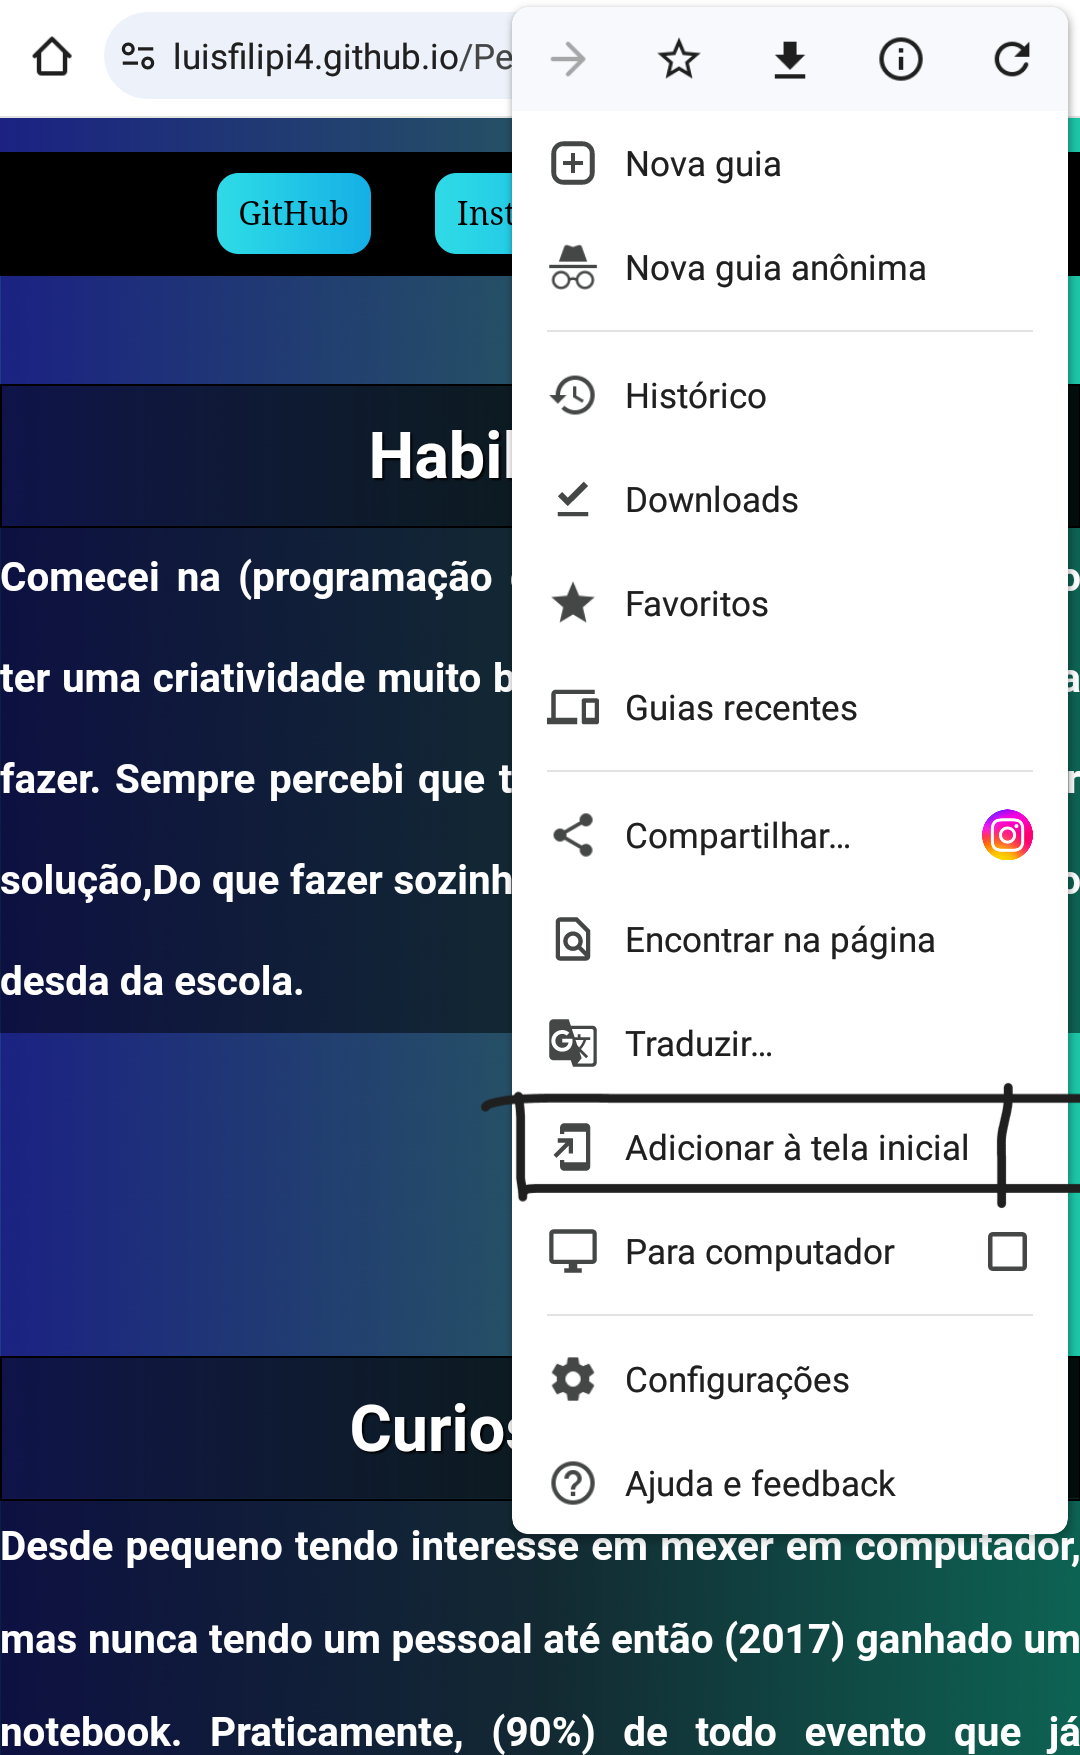 luisfilipi4.github.io/Pe
GitHub
Inst
Nova guia
Nova guia anônima
Histórico
Downloads
Favoritos
Guias recentes
Compartilhar...
Encontrar na página
Traduzir...
Adicionar à tela inicial
Para computador
Configurações
Ajuda e feedback
Habil
Comecei na (programação
ter uma criatividade muito b
fazer. Sempre percebi que t
solução,Do que fazer sozinh
desda da escola.
Curios
Desde pequeno tendo interesse em mexer em computador,
mas nunca tendo um pessoal até então (2017) ganhado um
notebook. Praticamente, (90%) de todo evento que já